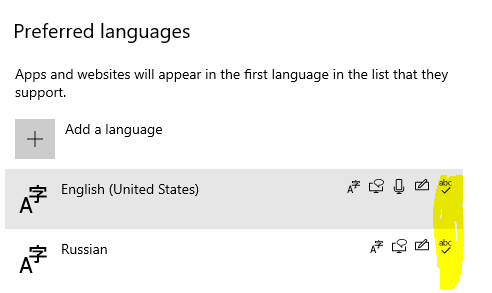 Preferred languages
Apps and websites will appear in the first language in the list that they
support.
Add a language
English (United States)
abc
Russian
abc